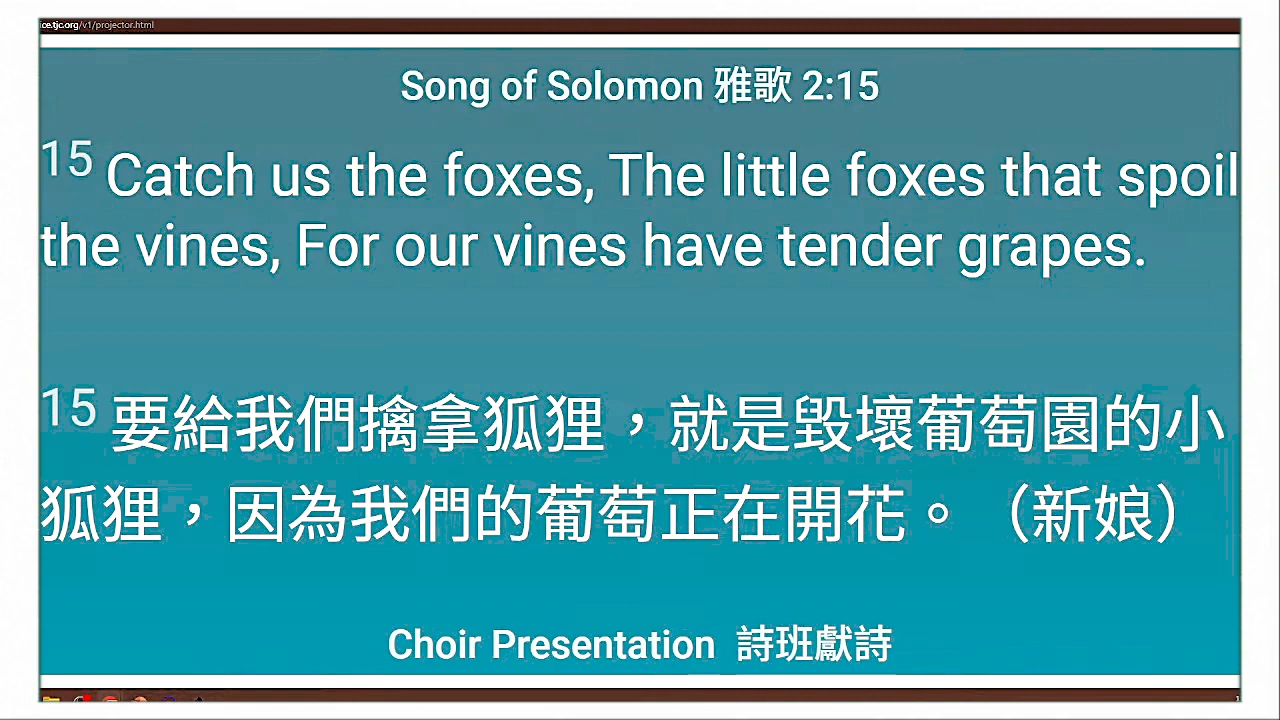 ice.tjc.org/v1/projector.html
Song of Solomon 雅歌 2:15
15 Catch us the foxes, The little foxes that spoil
the vines, For our vines have tender grapes.
15 要給我們擒拿狐狸，就是毀壞葡萄園的小
狐狸，因為我們的葡萄正在開花。（新娘）
Choir Presentation 詩班獻詩